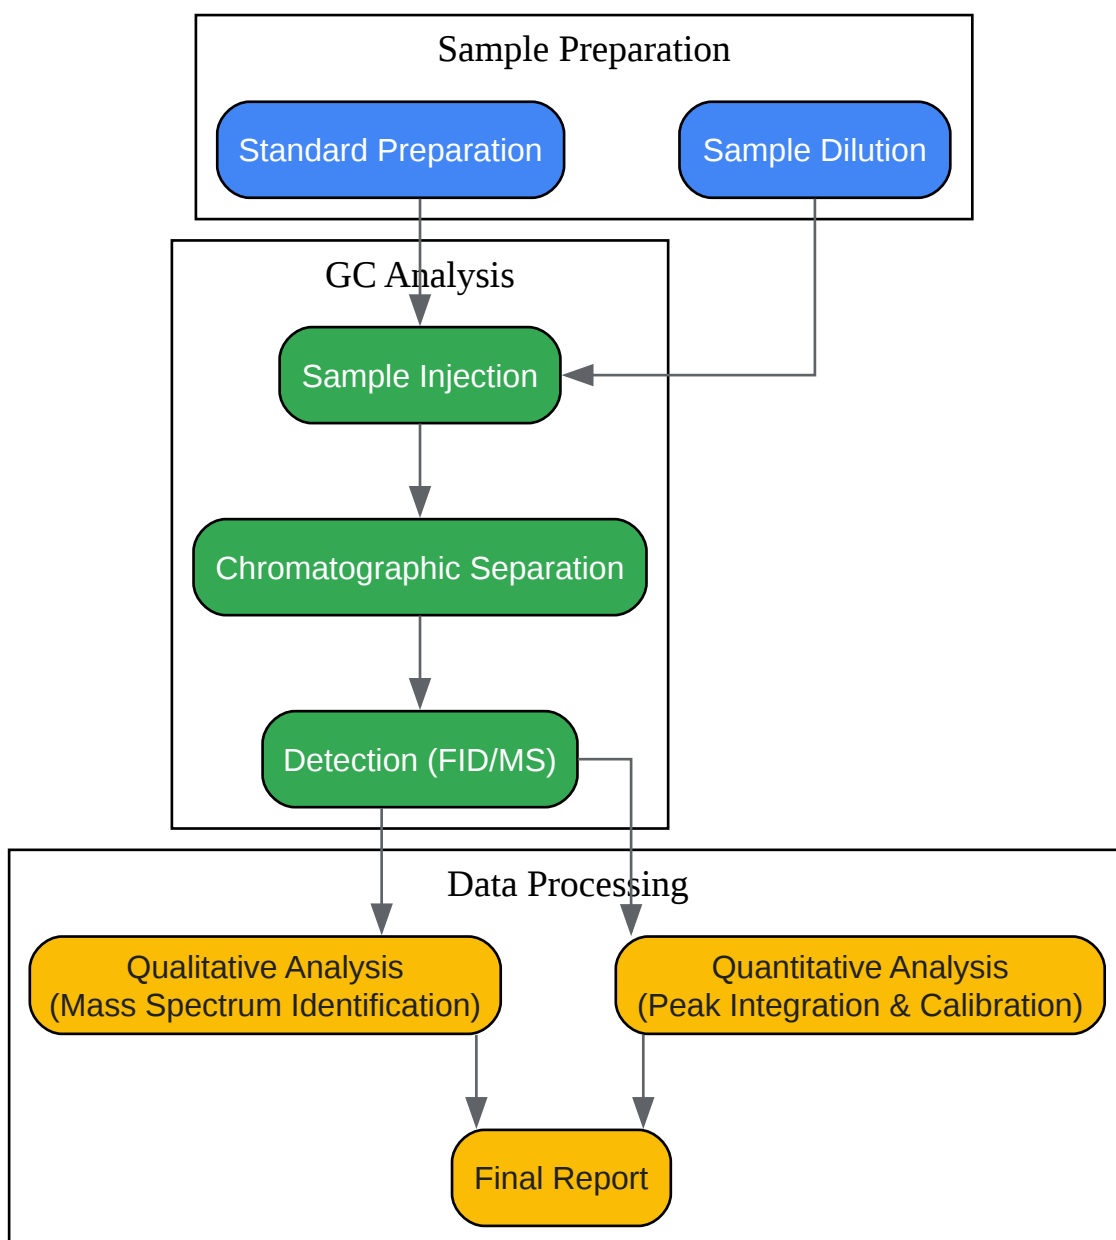 Sample Preparation
Standard Preparation
Sample Dilution
GC Analysis
Sample Injection
Chromatographic Separation
Detection (FID/MS)
Data Processing
Qualitative Analysis
(Mass Spectrum Identification)
Quantitative Analysis
(Peak Integration & Calibration)
Final Report